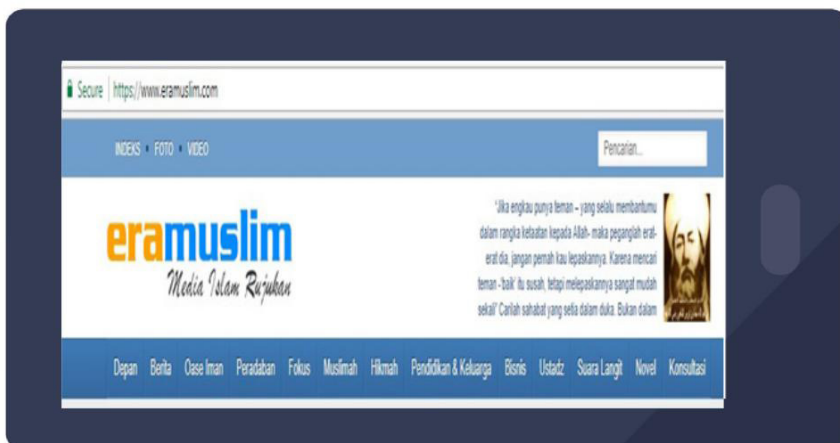 Secure https://www.eramuslim.com
INDEKS • FOTO • VIDEO
Pencarian...
eramuslim
Media Islam Rujukan
"Jika engkau punya teman – yang selalu membantumu
dalam rangka ketaatan kepada Allah- maka peganglah erat-
erat dia, jangan pernah kau lepaskannya. Karena mencari
teman -'baik' itu susah, tetapi melepaskannya sangat mudah
sekali" Carilah sahabat yang setia dalam duka. Bukan dalam
Depan Berita Oase Iman Peradaban Fokus Muslimah Hikmah Pendidikan & Keluarga Bisnis Ustadz Suara Langit Novel Konsultasi